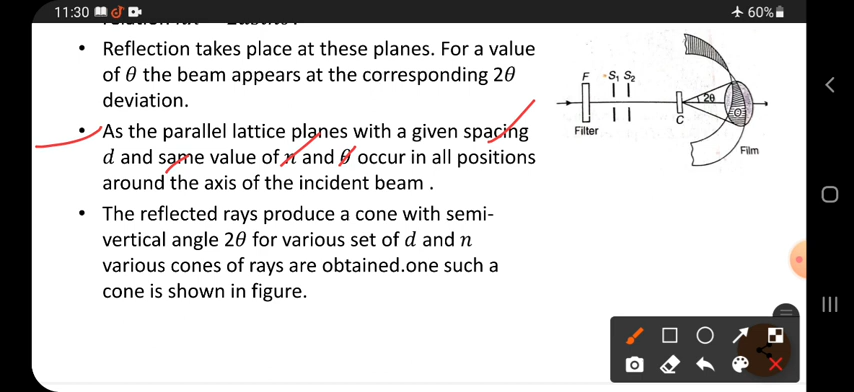 11:30
60%
• Reflection takes place at these planes. For a value
of θ the beam appears at the corresponding 2θ
deviation.
• As the parallel lattice planes with a given spacing
d and same value of n and θ occur in all positions
around the axis of the incident beam .
• The reflected rays produce a cone with semi-
vertical angle 2θ for various set of d and n
various cones of rays are obtained.one such a
cone is shown in figure.
F S₁ S₂
2θ
O
C
Filter
Film